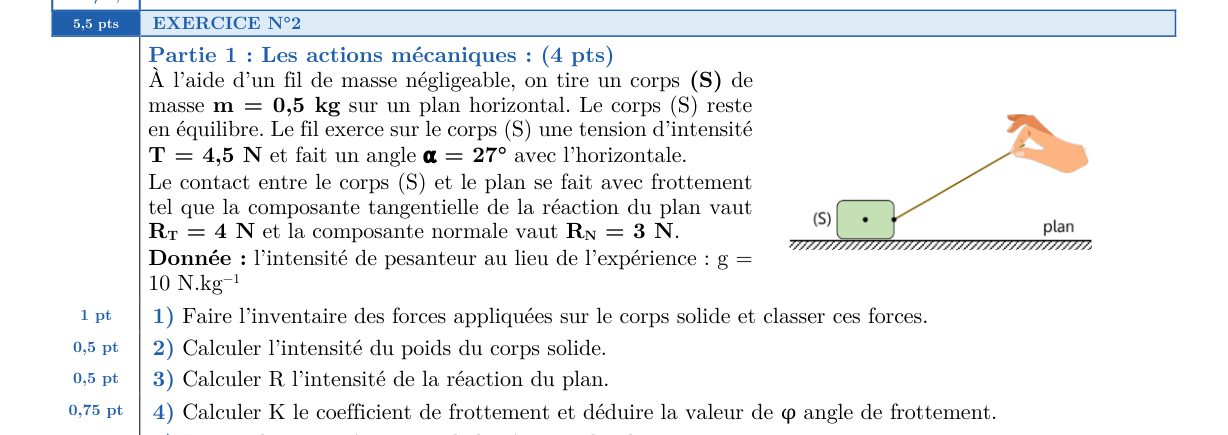 5,5 pts EXERCICE N°2
Partie 1 : Les actions mécaniques : (4 pts)
À l'aide d'un fil de masse négligeable, on tire un corps (S) de
masse m = 0,5 kg sur un plan horizontal. Le corps (S) reste
en équilibre. Le fil exerce sur le corps (S) une tension d'intensité
T = 4,5 N et fait un angle α = 27° avec l'horizontale.
Le contact entre le corps (S) et le plan se fait avec frottement
tel que la composante tangentielle de la réaction du plan vaut
R_T = 4 N et la composante normale vaut R_N = 3 N.
Donnée : l'intensité de pesanteur au lieu de l'expérience : g =
10 N.kg⁻¹
(S)
plan
1 pt 1) Faire l'inventaire des forces appliquées sur le corps solide et classer ces forces.
0,5 pt 2) Calculer l'intensité du poids du corps solide.
0,5 pt 3) Calculer R l'intensité de la réaction du plan.
0,75 pt 4) Calculer K le coefficient de frottement et déduire la valeur de φ angle de frottement.